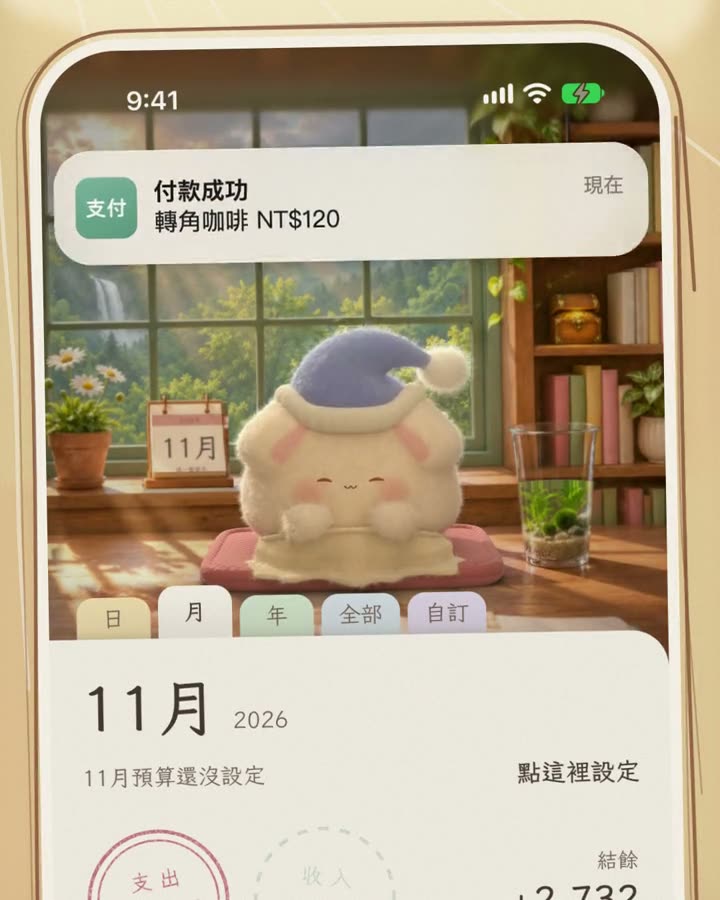 9:41
支付
付款成功
現在
轉角咖啡 NT$120
11月
日
月
年
全部
自訂
11月 2026
11月預算還沒設定
點這裡設定
支出
收入
結餘
+2,732